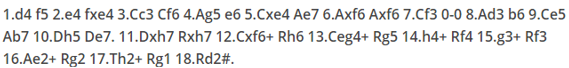 1.d4 f5 2.e4 fxe4 3.Cc3 Cf6 4.Ag5 e6 5.Cxe4 Ae7 6.Axf6 Axf6 7.Cf3 0-0 8.Ad3 b6 9.Ce5
Ab7 10.Dh5 De7. 11.Dxh7 Rxh7 12.Cxf6+ Rh6 13.Ceg4+ Rg5 14.h4+ Rf4 15.g3+ Rf3
16.Ae2+ Rg2 17.Th2+ Rg1 18.Rd2#.